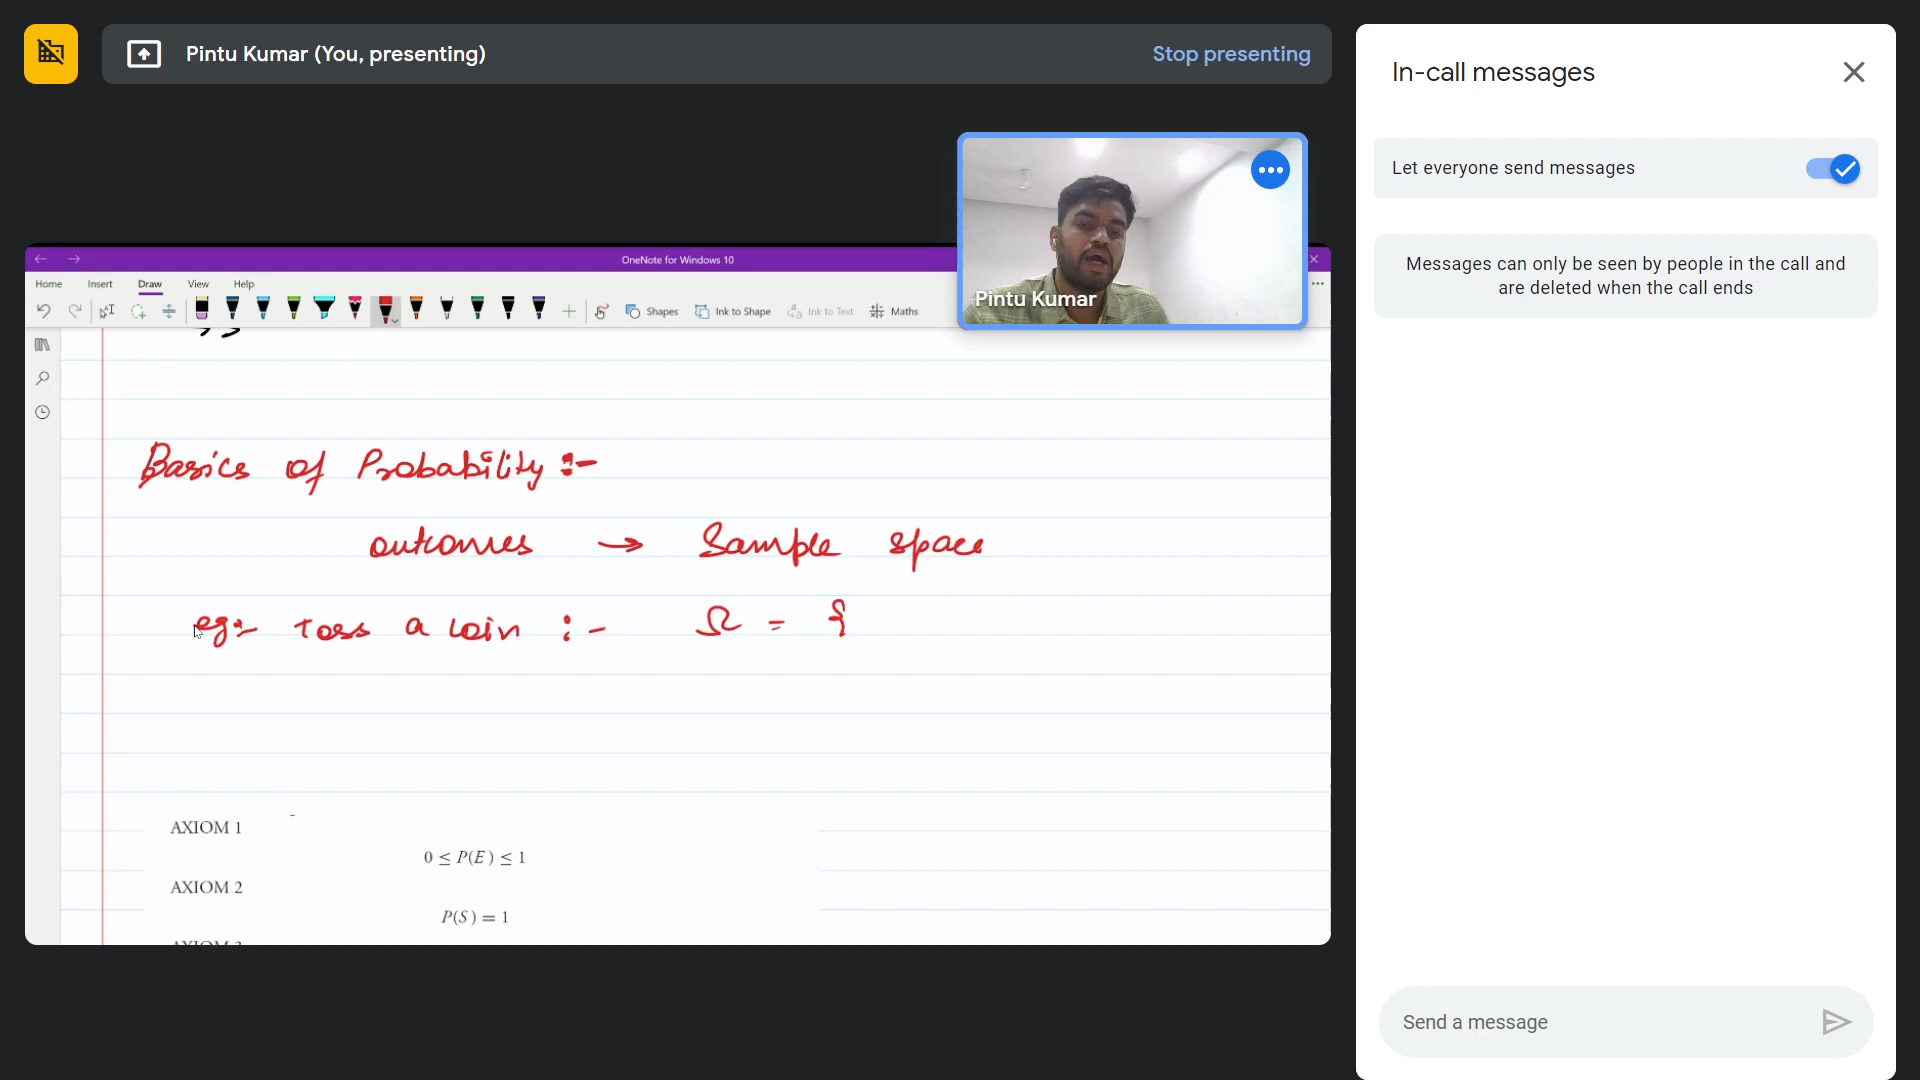 Pintu Kumar (You, presenting)
Stop presenting
In-call messages
Let everyone send messages
Messages can only be seen by people in the call and
are deleted when the call ends
Pintu Kumar
OneNote for Windows 10
Home Insert Draw View Help
Shapes Ink to Shape Ink to Text Maths
Basics of Probability :-
outcomes → Sample space
eg:- Toss a coin :- Ω = {
AXIOM 1
0 ≤ P(E) ≤ 1
AXIOM 2
P(S) = 1
AXIOM 3
Send a message